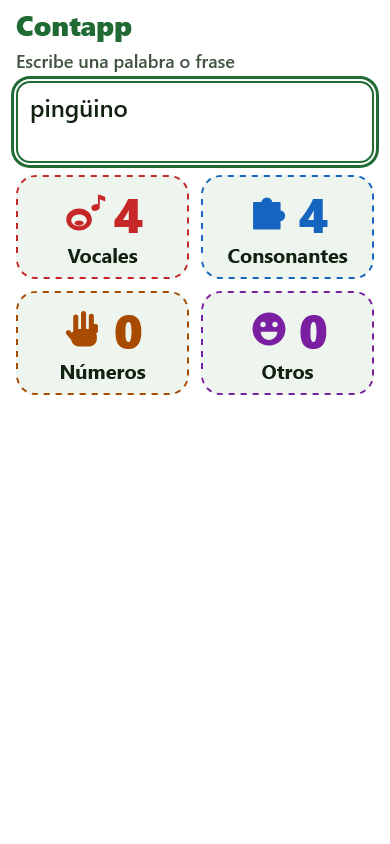 Contapp
Escribe una palabra o frase
pingüino
4
Vocales
4
Consonantes
0
Números
0
Otros